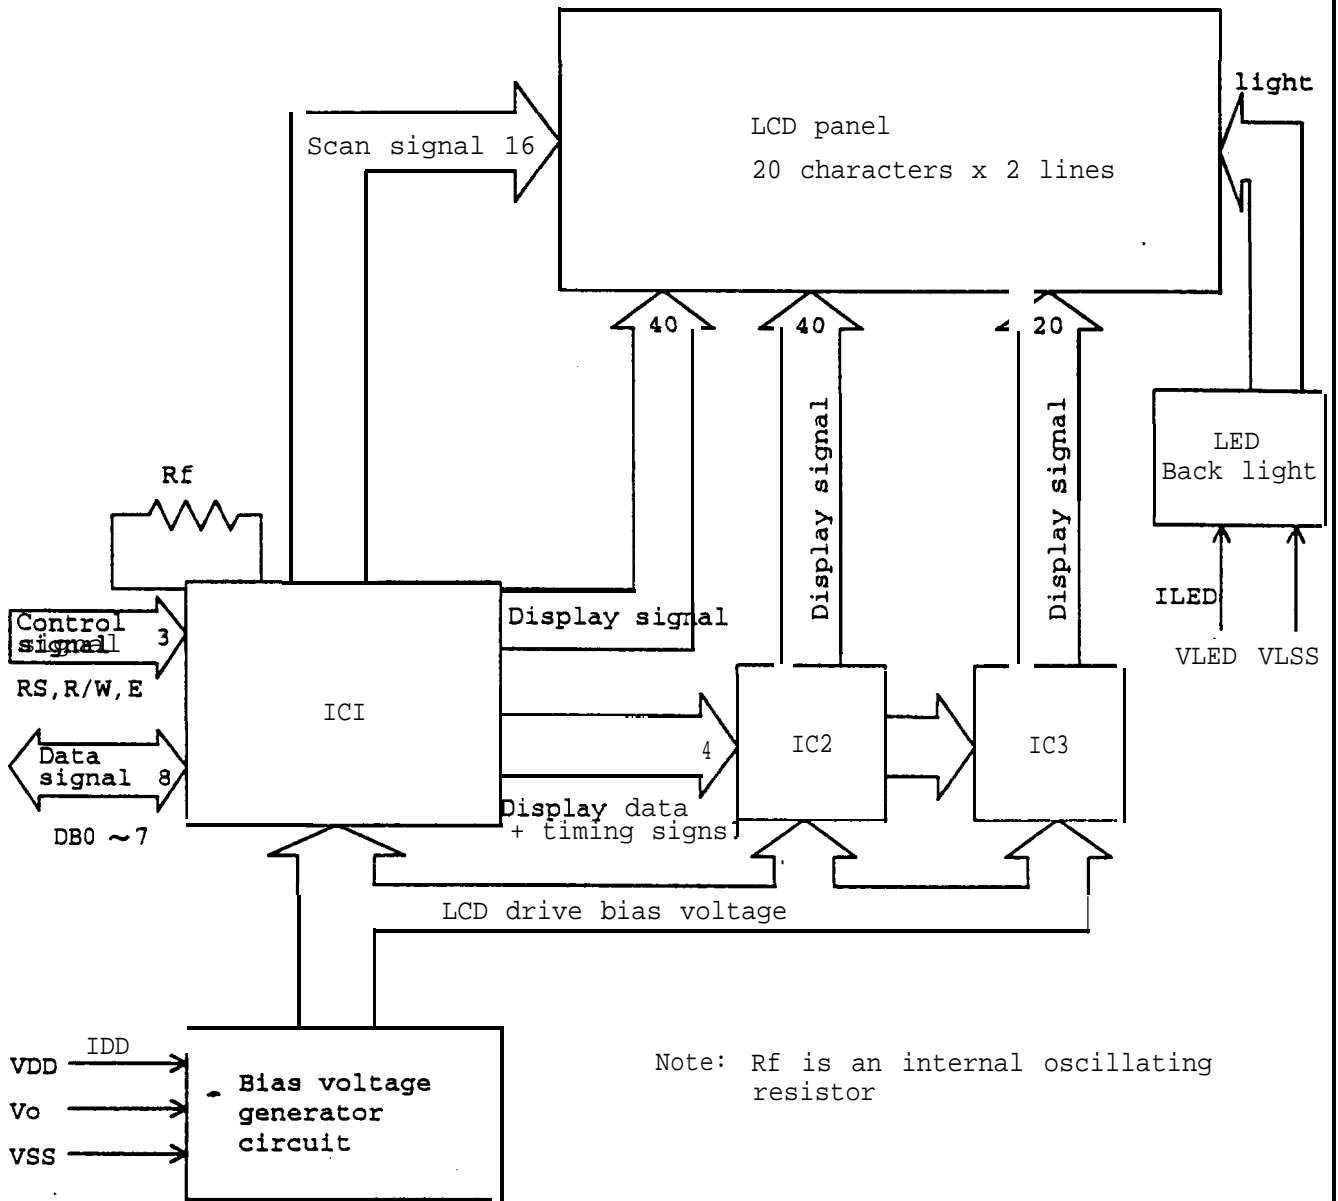 light
LCD panel
20 characters x 2 lines
Scan signal 16
40
40
20
Display signal
Display signal
LED
Back light
Rf
ILED
VLED VLSS
Control
signal 3
RS,R/W,E
Display signal
ICI
4
IC2
IC3
Data
signal 8
DB0 ~7
Display data
+ timing signs
LCD drive bias voltage
IDD
VDD
Vo
VSS
Bias voltage
generator
circuit
Note: Rf is an internal oscillating
resistor